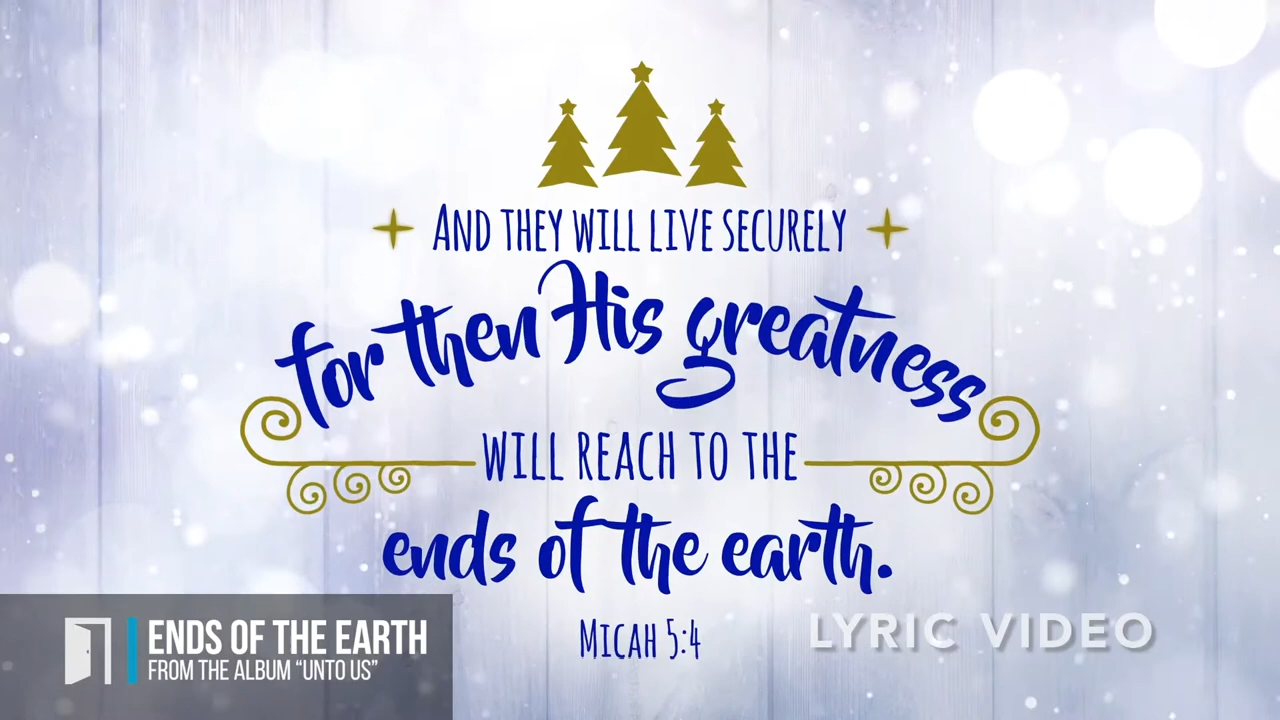 And they will live securely
for then His greatness
will reach to the
ends of the earth.
Micah 5:4
LYRIC VIDEO
ENDS OF THE EARTH
FROM THE ALBUM “UNTO US”